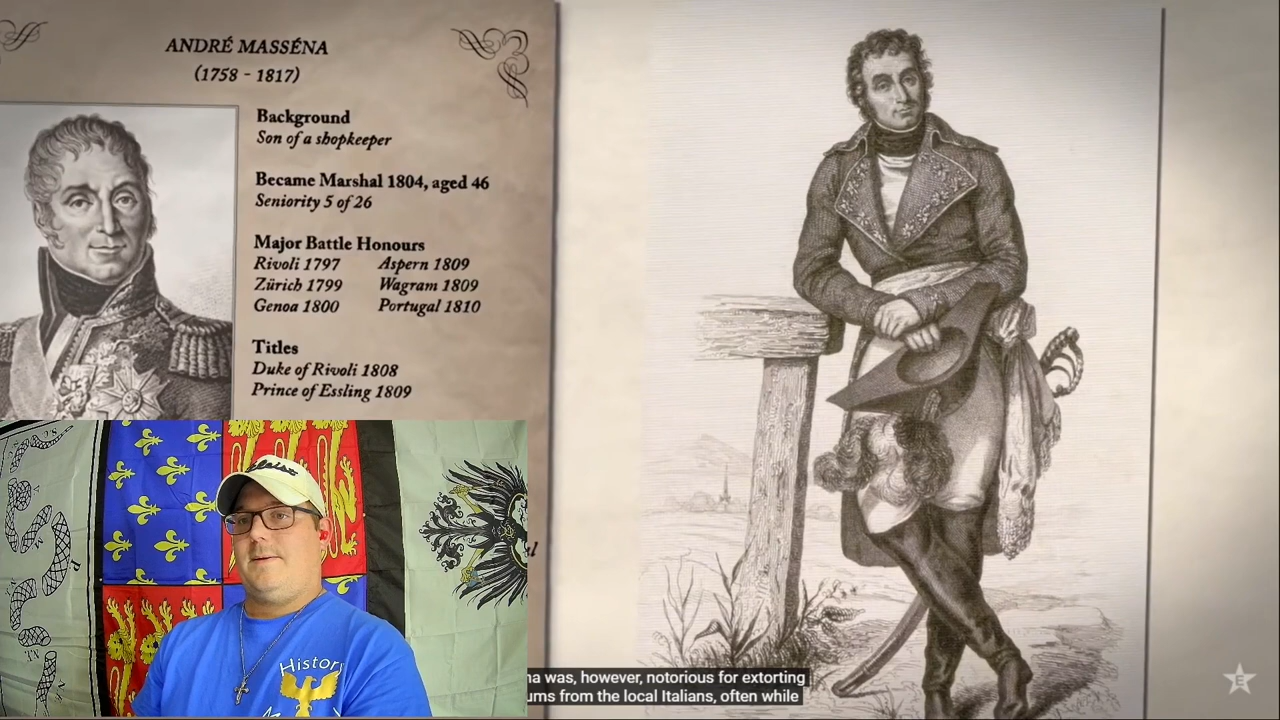 ANDRÉ MASSÉNA
(1758 - 1817)
Background
Son of a shopkeeper
Became Marshal 1804, aged 46
Seniority 5 of 26
Major Battle Honours
Rivoli 1797 Aspern 1809
Zürich 1799 Wagram 1809
Genoa 1800 Portugal 1810
Titles
Duke of Rivoli 1808
Prince of Essling 1809
was, however, notorious for extorting
from the local Italians, often while
Titleist
History
E